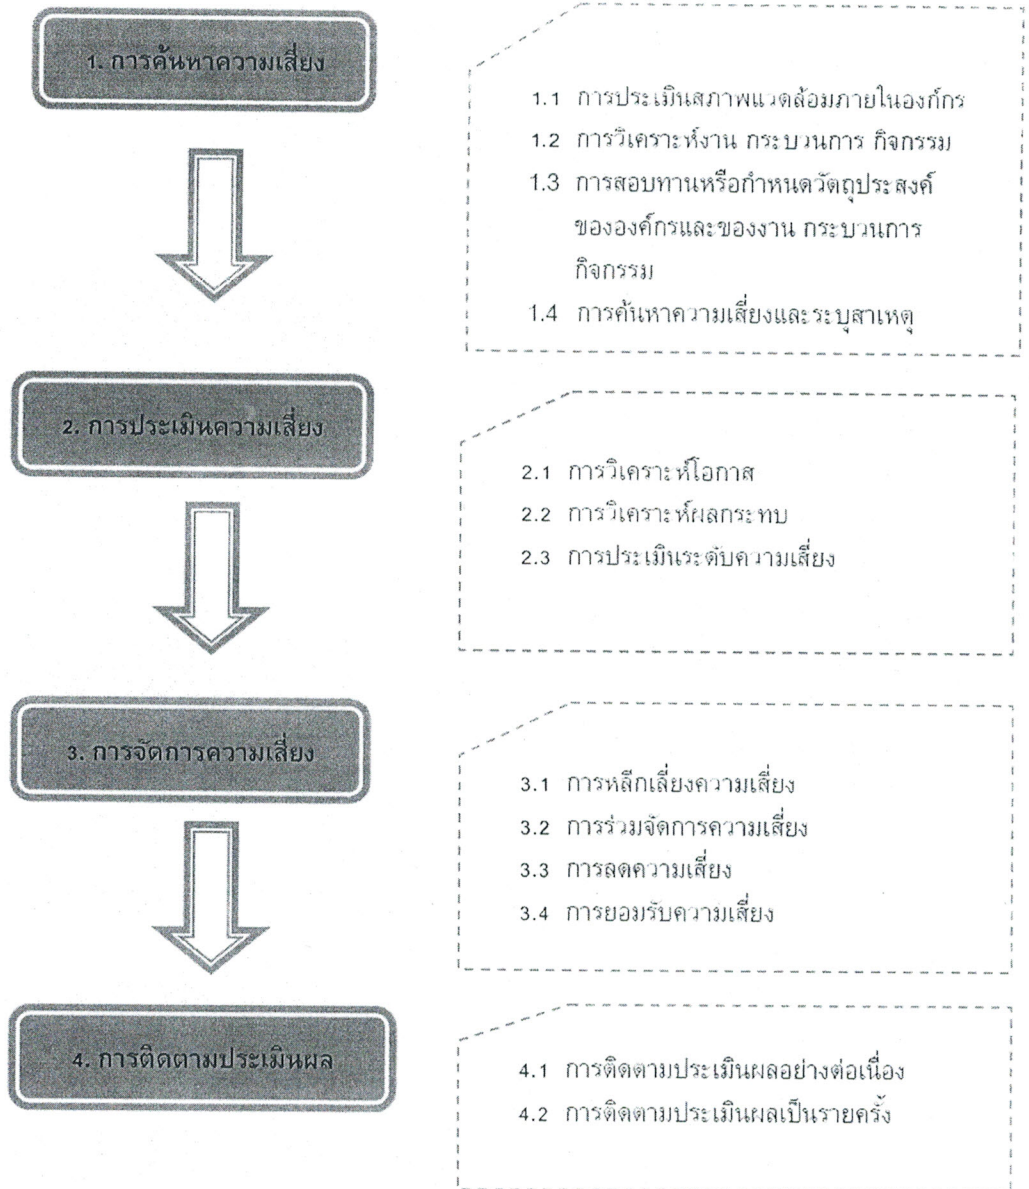 1. การค้นหาความเสี่ยง
1.1 การประเมินสภาพแวดล้อมภายในองค์กร
1.2 การวิเคราะห์งาน กระบวนการ กิจกรรม
1.3 การสอบทานหรือกำหนดวัตถุประสงค์
ขององค์กรและของงาน กระบวนการ
กิจกรรม
1.4 การค้นหาความเสี่ยงและระบุสาเหตุ
2. การประเมินความเสี่ยง
2.1 การวิเคราะห์โอกาส
2.2 การวิเคราะห์ผลกระทบ
2.3 การประเมินระดับความเสี่ยง
3. การจัดการความเสี่ยง
3.1 การหลีกเลี่ยงความเสี่ยง
3.2 การร่วมจัดการความเสี่ยง
3.3 การลดความเสี่ยง
3.4 การยอมรับความเสี่ยง
4. การติดตามประเมินผล
4.1 การติดตามประเมินผลอย่างต่อเนื่อง
4.2 การติดตามประเมินผลเป็นรายครั้ง